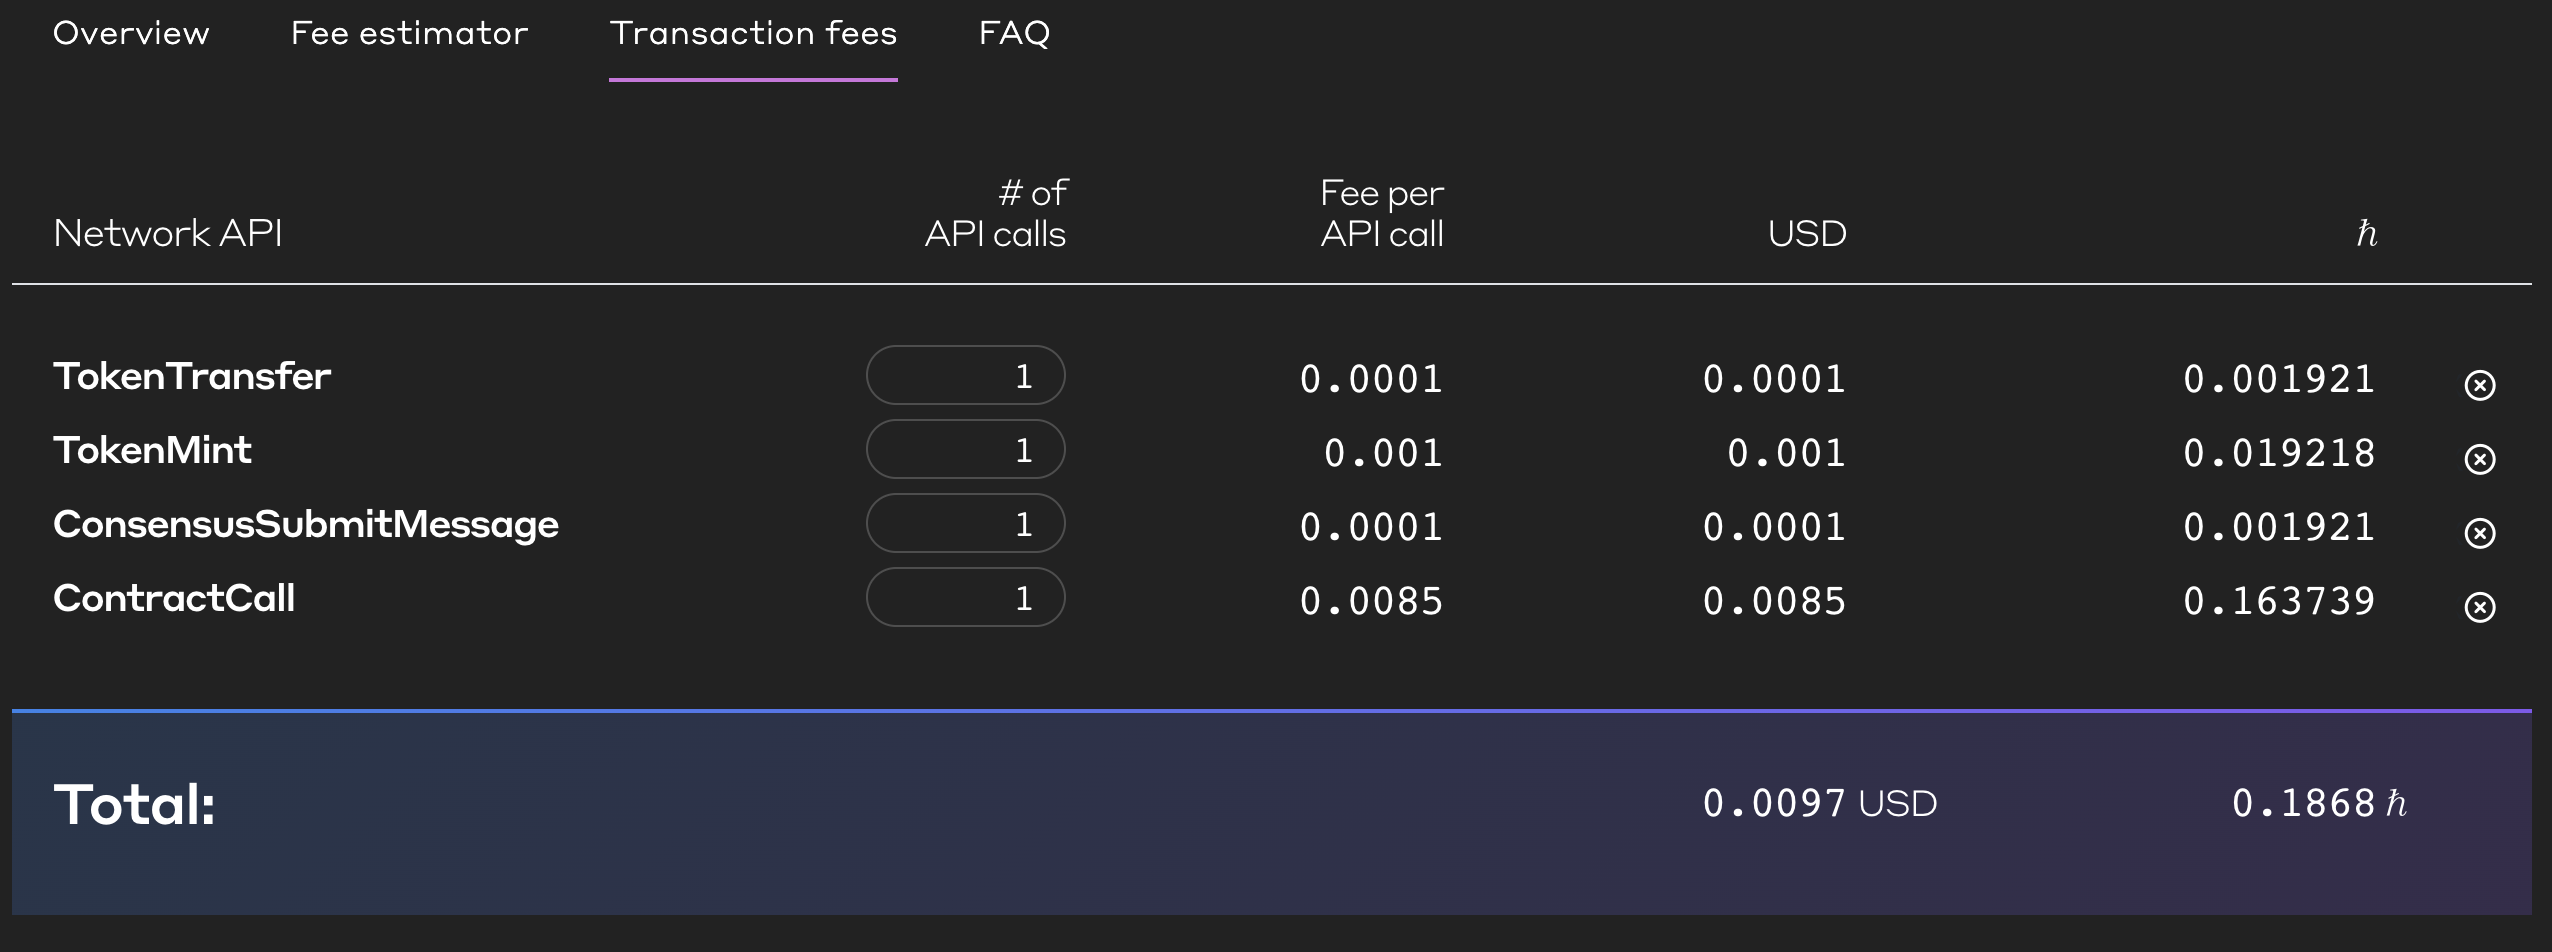 Overview Fee estimator Transaction fees FAQ
Network API # of API calls Fee per API call USD ℏ
TokenTransfer 1 0.0001 0.0001 0.001921
TokenMint 1 0.001 0.001 0.019218
ConsensusSubmitMessage 1 0.0001 0.0001 0.001921
ContractCall 1 0.0085 0.0085 0.163739
Total: 0.0097 USD 0.1868 ℏ